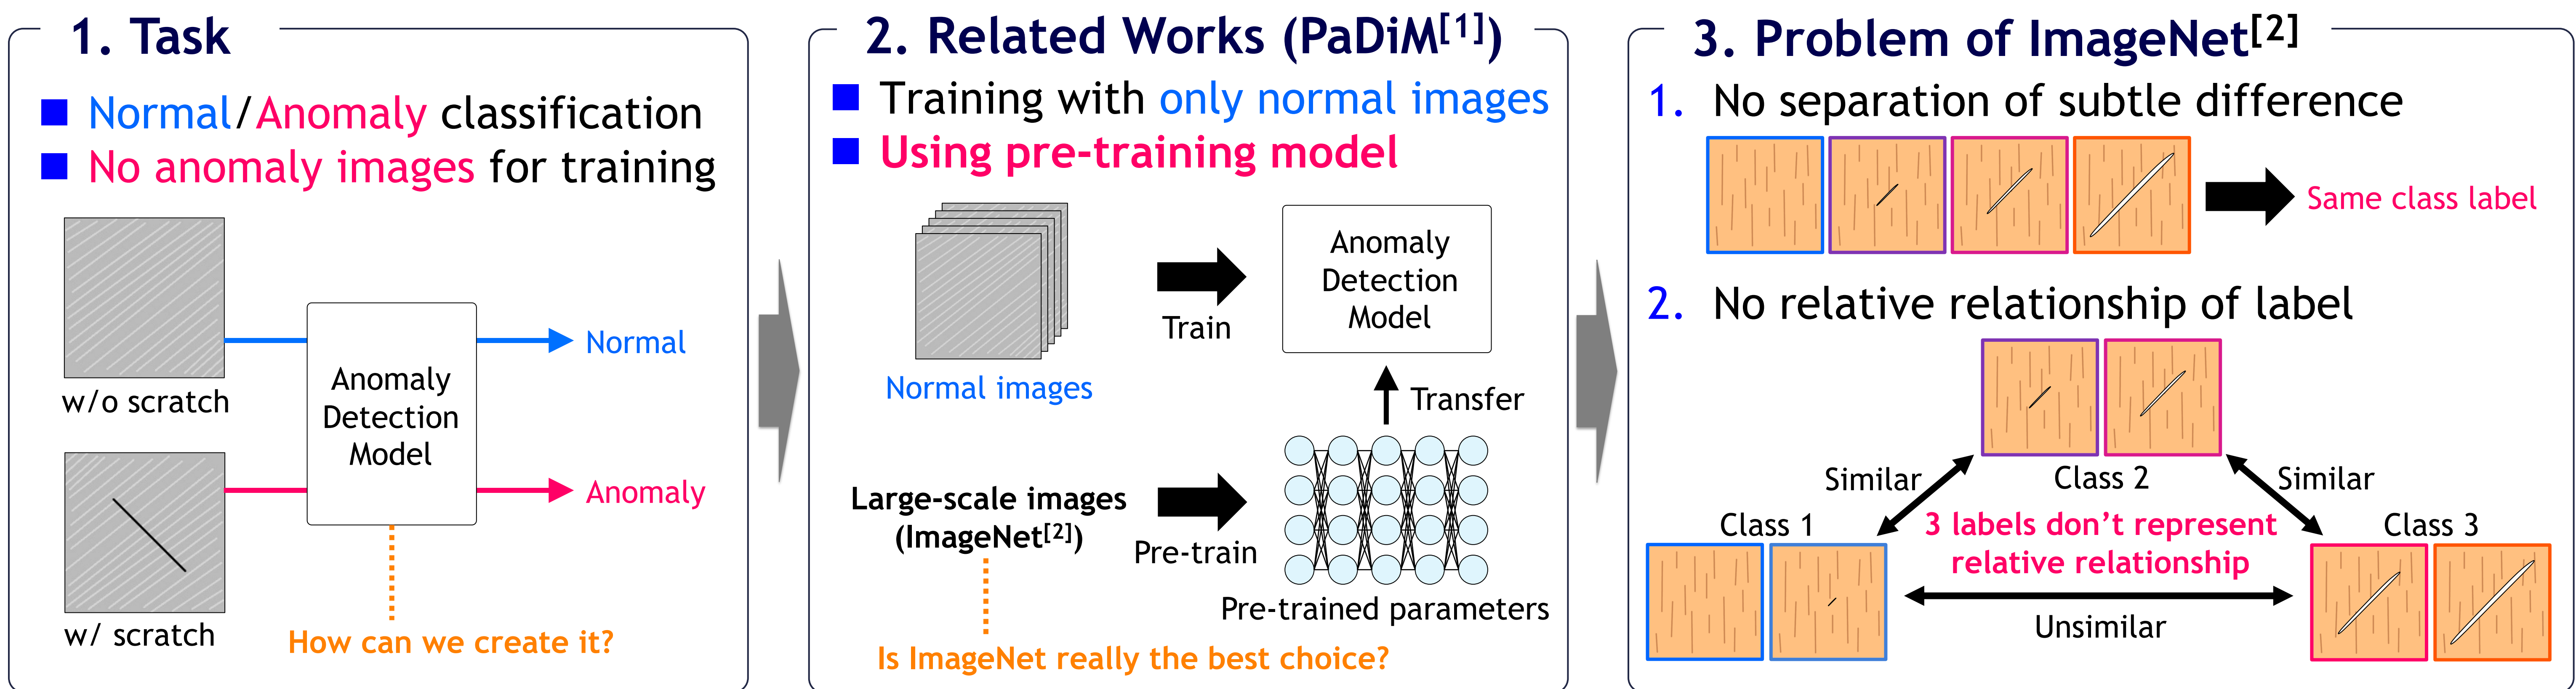 1. Task
■ Normal/Anomaly classification
■ No anomaly images for training
w/o scratch
w/ scratch
Anomaly
Detection
Model
Normal
Anomaly
How can we create it?
2. Related Works (PaDiM[1])
■ Training with only normal images
■ Using pre-training model
Normal images
Train
Anomaly
Detection
Model
Transfer
Large-scale images
(ImageNet[2])
Pre-train
Pre-trained parameters
Is ImageNet really the best choice?
3. Problem of ImageNet[2]
1. No separation of subtle difference
Same class label
2. No relative relationship of label
Similar
Class 2
Similar
Class 1
3 labels don't represent
relative relationship
Class 3
Unsimilar